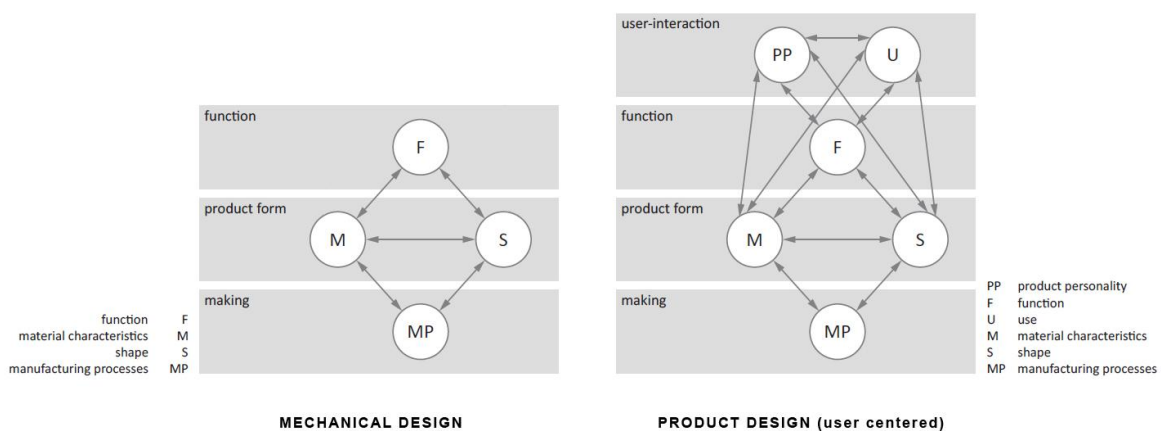 function
F
product form
M
S
making
MP
function F
material characteristics M
shape S
manufacturing processes MP
MECHANICAL DESIGN
user-interaction
PP
U
function
F
product form
M
S
making
MP
PP product personality
F function
U use
M material characteristics
S shape
MP manufacturing processes
PRODUCT DESIGN (user centered)